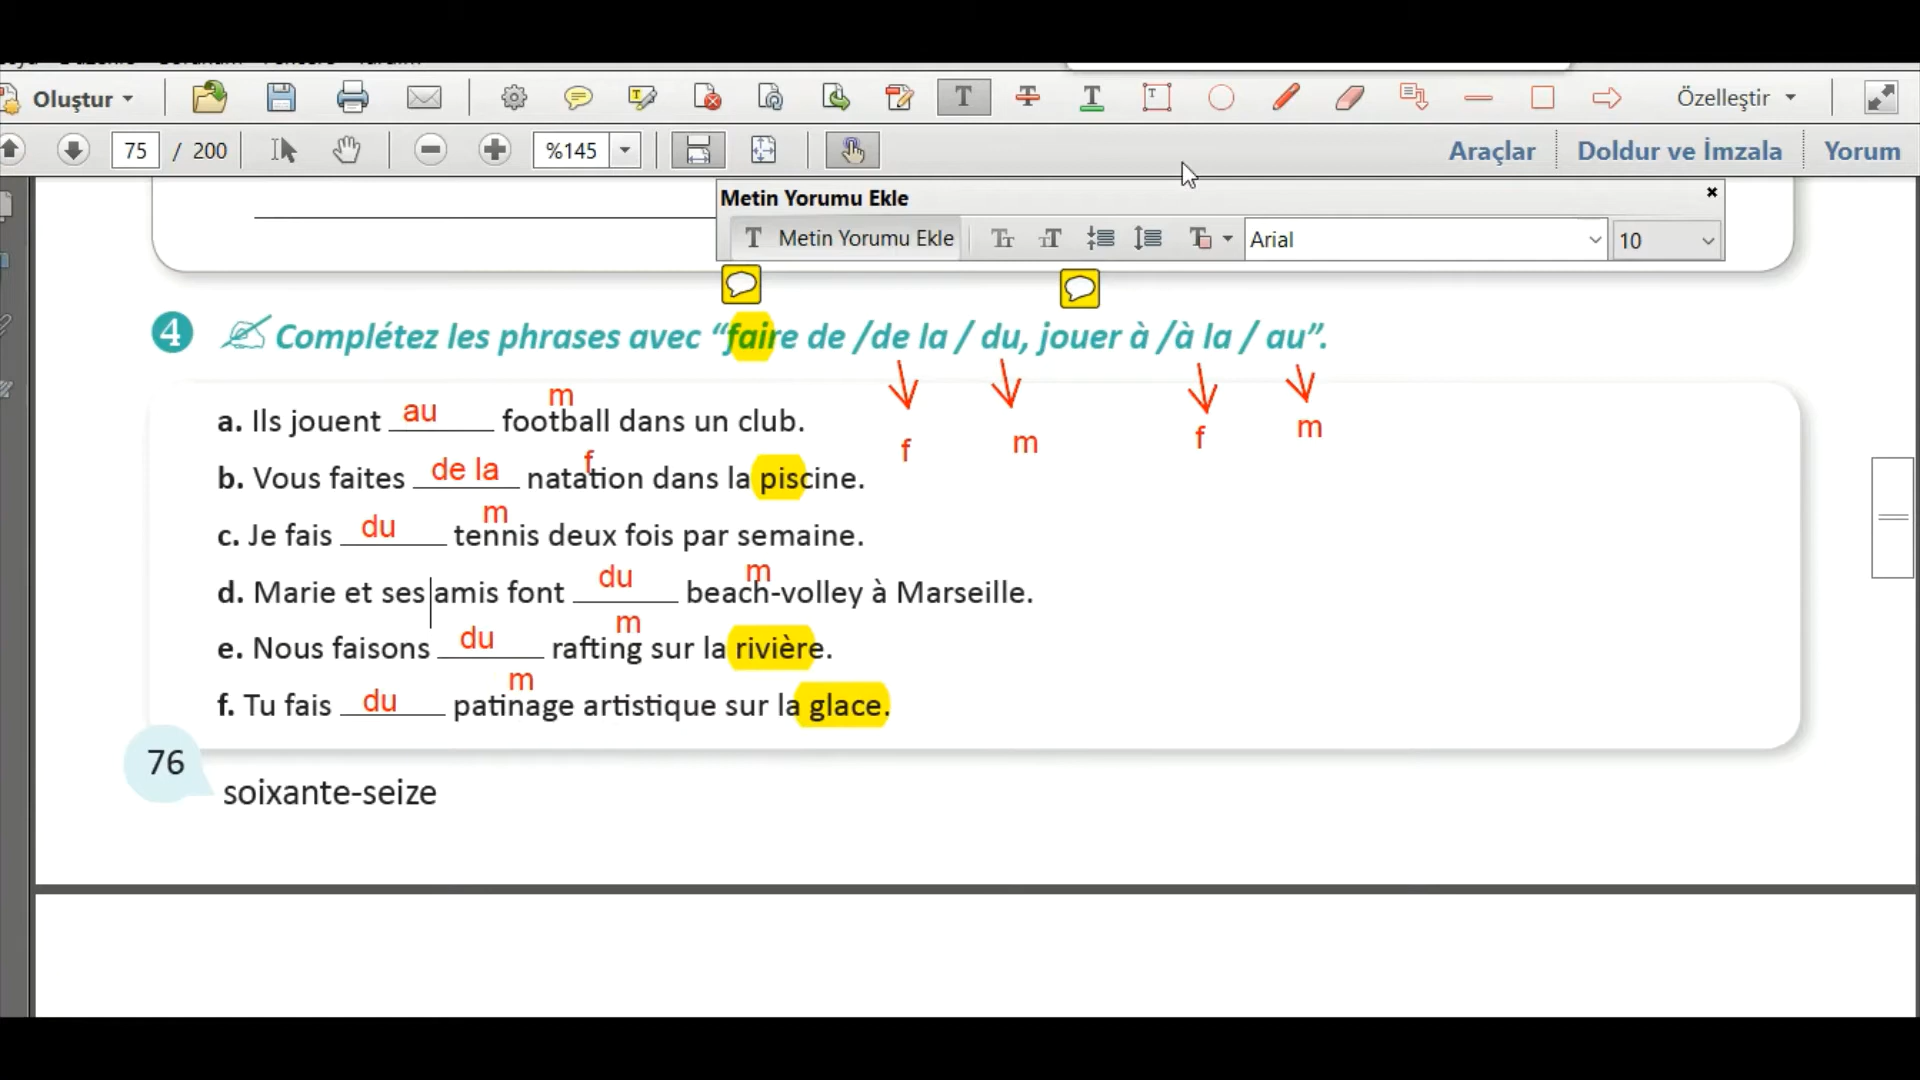 Oluştur
Özelleştir
75 / 200
%145
Araçlar
Doldur ve İmzala
Yorum
Metin Yorumu Ekle
T Metin Yorumu Ekle
Arial
10
4 Complétez les phrases avec “faire de /de la / du, jouer à /à la / au”.
f m f m
m
a. Ils jouent au football dans un club.
f
b. Vous faites de la natation dans la piscine.
m
c. Je fais du tennis deux fois par semaine.
m
d. Marie et ses amis font du beach-volley à Marseille.
m
e. Nous faisons du rafting sur la rivière.
m
f. Tu fais du patinage artistique sur la glace.
76
soixante-seize